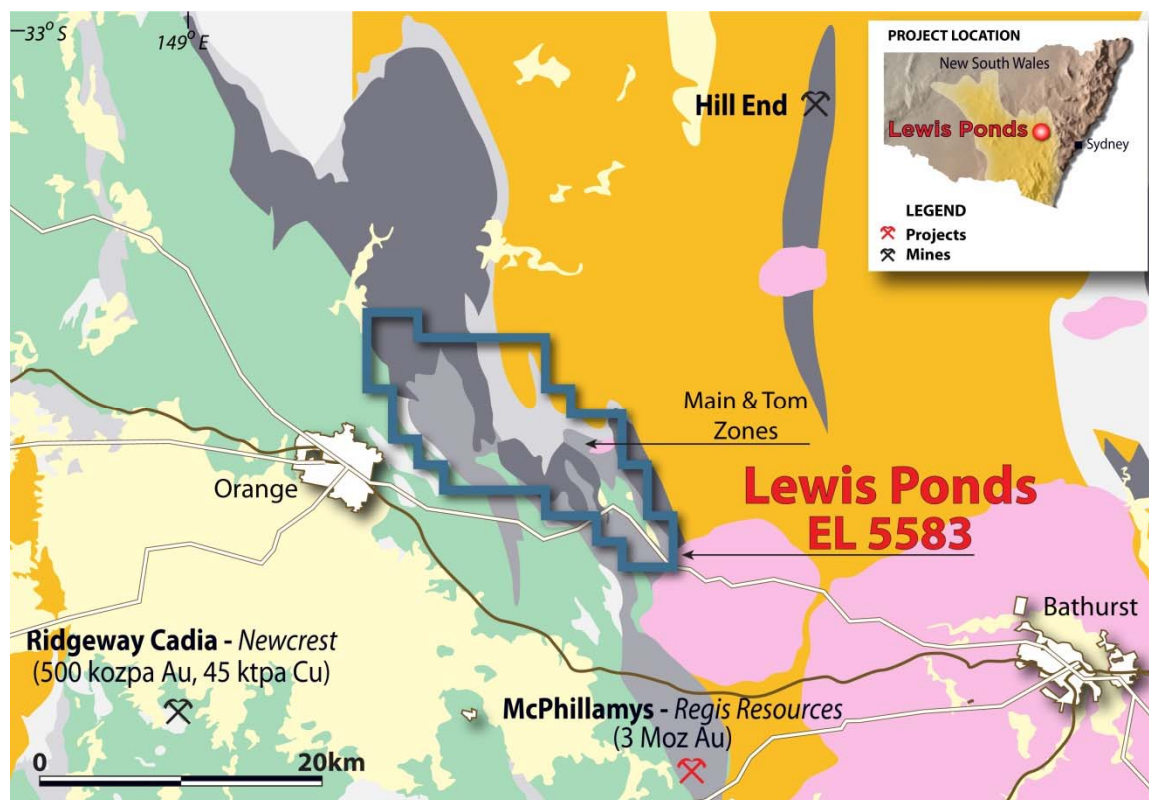 33° S
149° E
Hill End
PROJECT LOCATION
New South Wales
Lewis Ponds
Sydney
LEGEND
Projects
Mines
Main & Tom
Zones
Orange
Lewis Ponds
EL 5583
Bathurst
Ridgeway Cadia - Newcrest
(500 kozpa Au, 45 ktpa Cu)
McPhillamys - Regis Resources
(3 Moz Au)
0 20km